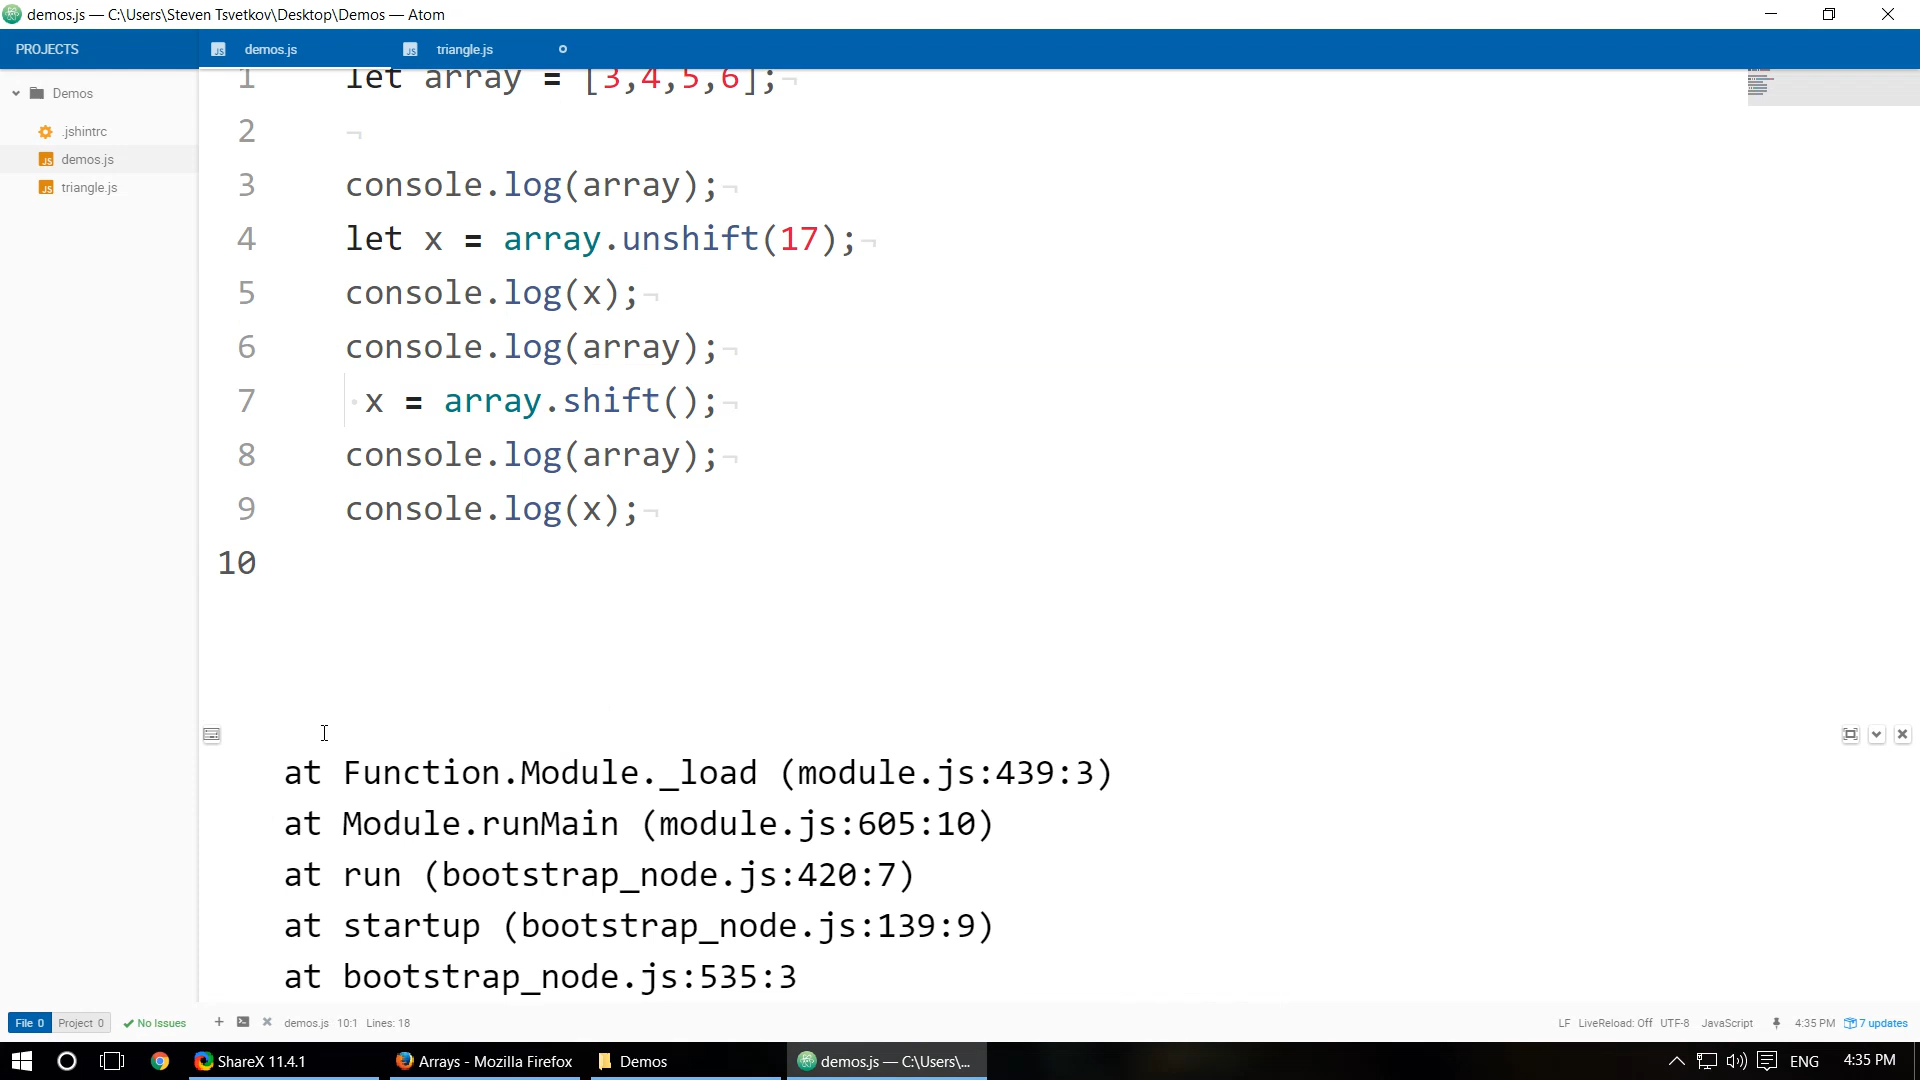 demos.js — C:\Users\Steven Tsvetkov\Desktop\Demos — Atom
PROJECTS
demos.js
triangle.js
Demos
.jshintrc
demos.js
triangle.js
1 let array = [3,4,5,6];¬
2 ¬
3 console.log(array);¬
4 let x = array.unshift(17);¬
5 console.log(x);¬
6 console.log(array);¬
7 ·x = array.shift();¬
8 console.log(array);¬
9 console.log(x);¬
10
at Function.Module._load (module.js:439:3)
at Module.runMain (module.js:605:10)
at run (bootstrap_node.js:420:7)
at startup (bootstrap_node.js:139:9)
at bootstrap_node.js:535:3
File 0 Project 0 No Issues demos.js 10:1 Lines: 18 LF LiveReload: Off UTF-8 JavaScript 4:35 PM 7 updates
ShareX 11.4.1 Arrays - Mozilla Firefox Demos demos.js — C:\Users\... ENG 4:35 PM